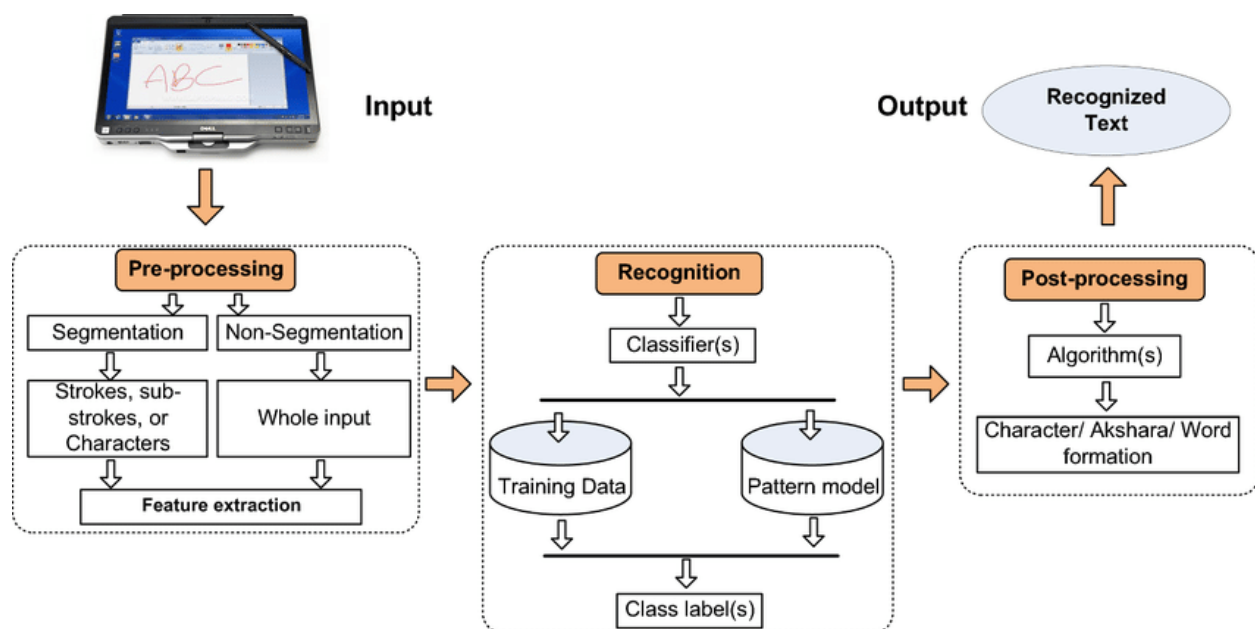 ABC
DELL
Input
Output
Recognized
Text
Pre-processing
Segmentation
Non-Segmentation
Strokes, sub-
strokes, or
Characters
Whole input
Feature extraction
Recognition
Classifier(s)
Training Data
Pattern model
Class label(s)
Post-processing
Algorithm(s)
Character/ Akshara/ Word
formation